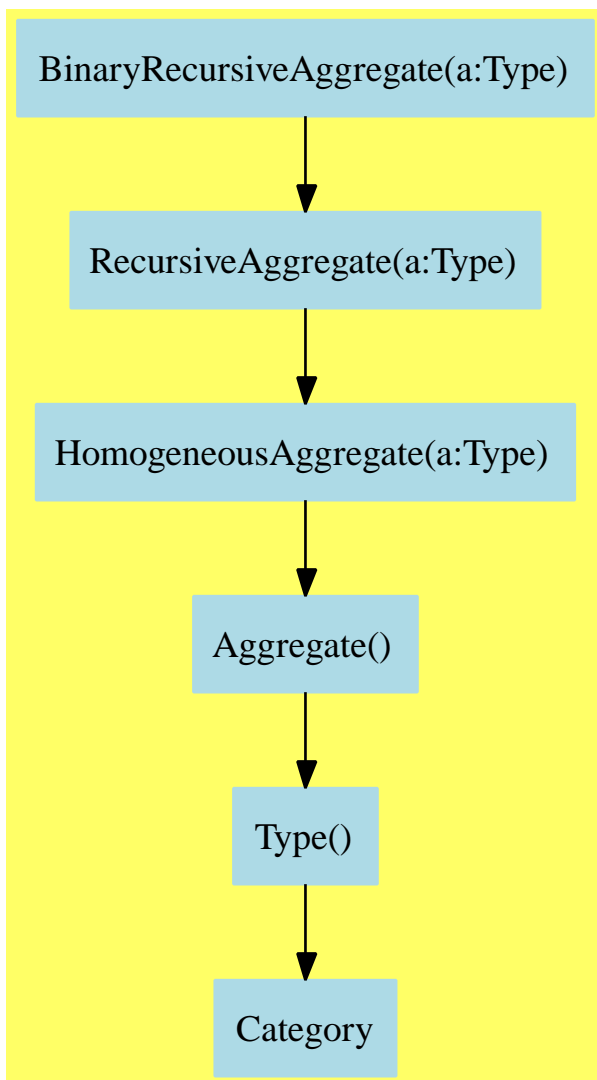 BinaryRecursiveAggregate(a:Type)
RecursiveAggregate(a:Type)
HomogeneousAggregate(a:Type)
Aggregate()
Type()
Category